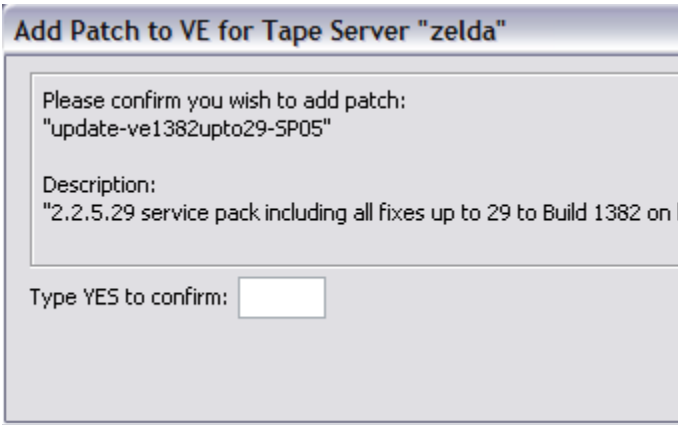 Add Patch to VE for Tape Server "zelda"
Please confirm you wish to add patch:
"update-ve1382upto29-SP05"
Description:
"2.2.5.29 service pack including all fixes up to 29 to Build 1382 on
Type YES to confirm: